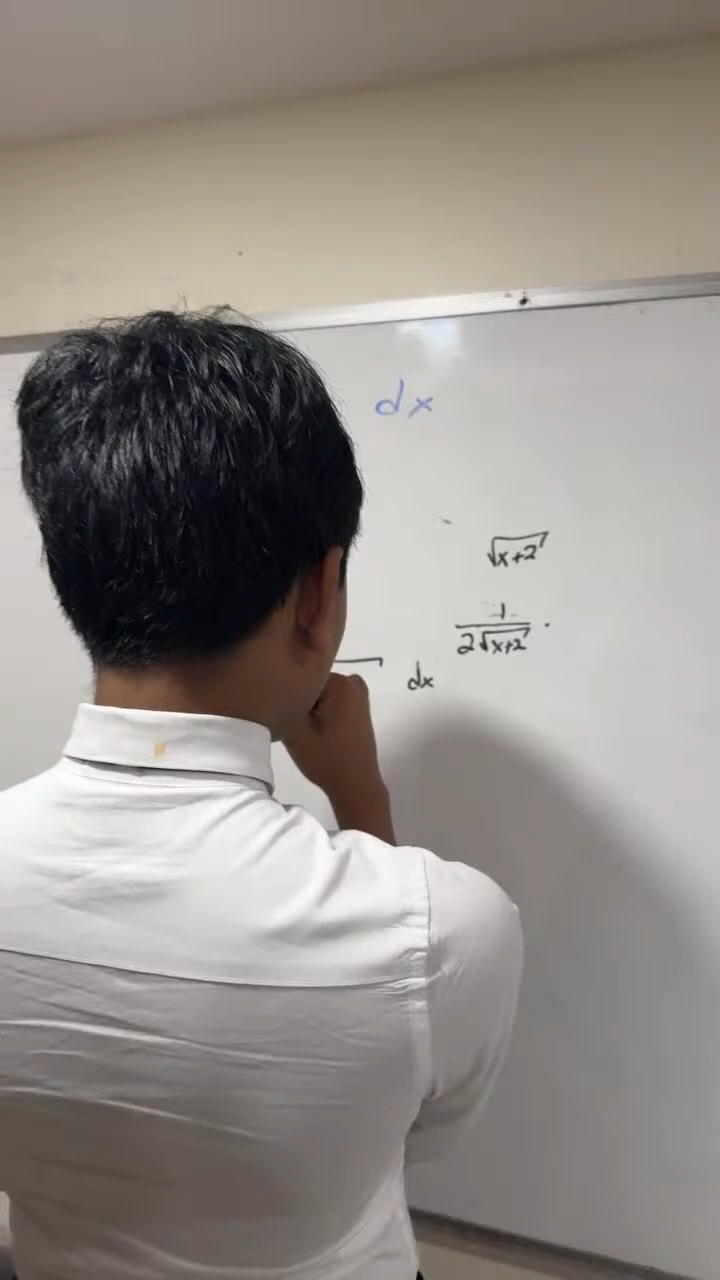 dx
√x+2
1
2√x+2 .
dx